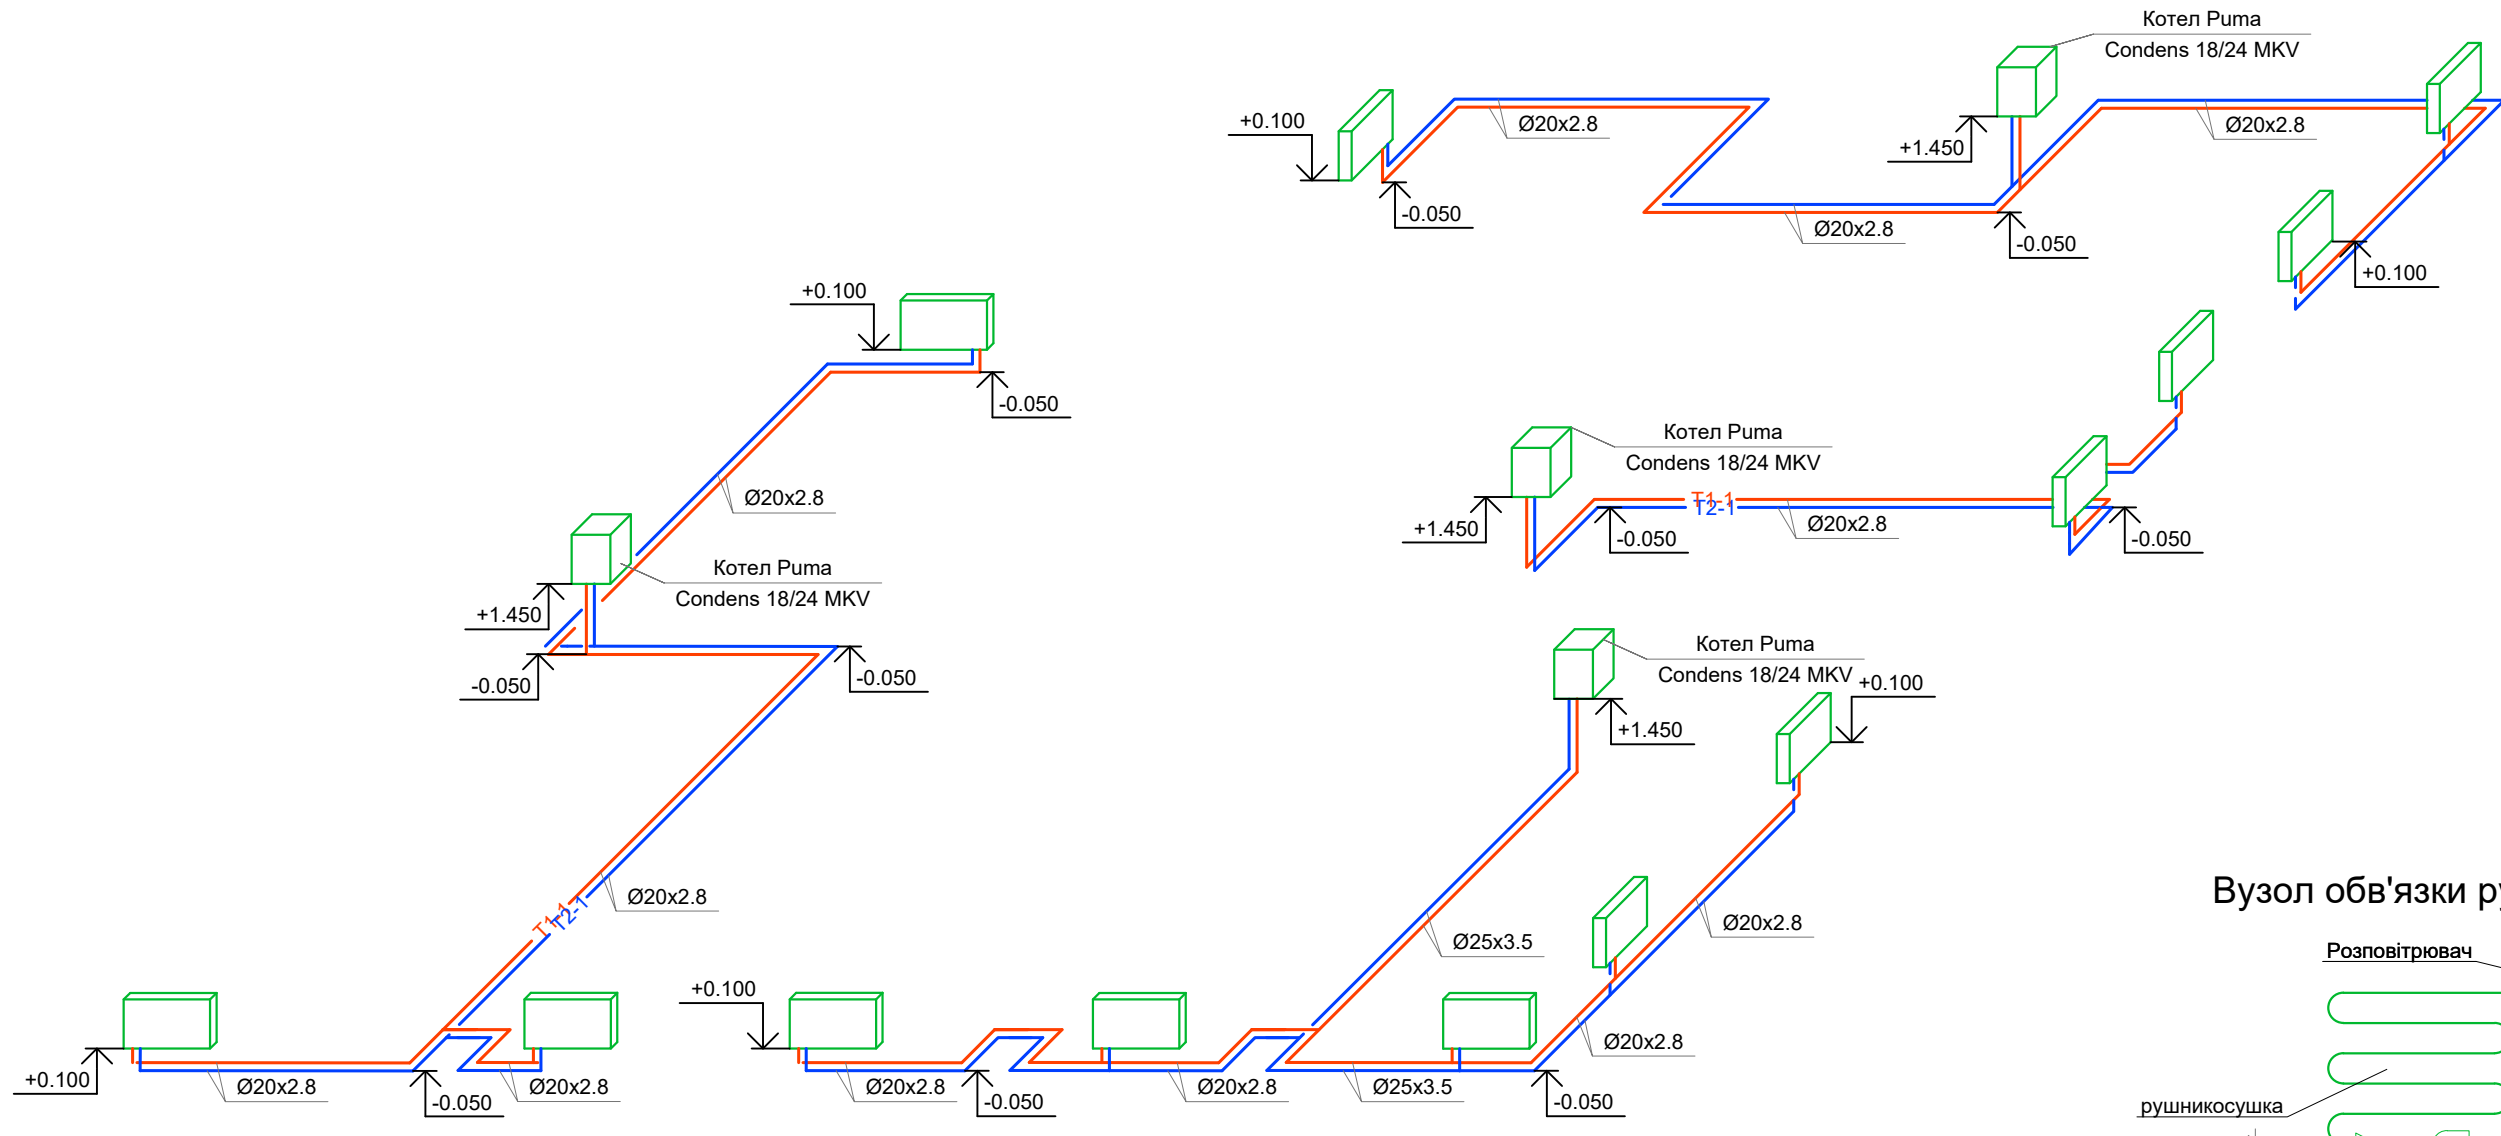 Котел Puma
Condens 18/24 MKV
+0.100
Ø20x2.8
+1.450
Ø20x2.8
-0.050
Ø20x2.8
-0.050
+0.100
+0.100
-0.050
Котел Puma
Condens 18/24 MKV
Ø20x2.8
T1-1
T2-1
+1.450
-0.050
Ø20x2.8
-0.050
Котел Puma
Condens 18/24 MKV
+1.450
-0.050
-0.050
Котел Puma
Condens 18/24 MKV
+0.100
+1.450
Ø20x2.8
T1-1
T2-1
Ø25x3.5
Ø20x2.8
Вузол обв'язки ру
Розповітрювач
+0.100
Ø20x2.8
+0.100
Ø20x2.8
-0.050
Ø20x2.8
Ø20x2.8
-0.050
Ø20x2.8
Ø25x3.5
-0.050
рушникосушка